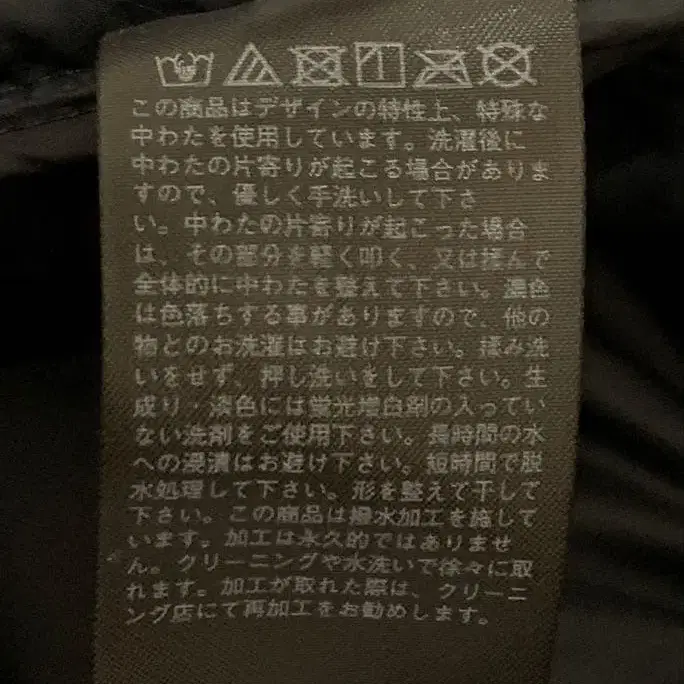 この商品はデザインの特性上、特殊な
中わたを使用しています。洗濯後に
中わたの片寄りが起こる場合がありま
すので、優しく手洗いして下さ
い。中わたの片寄りが起こった場合
は、その部分を軽く叩く、又は揉んで
全体的に中わたを整えて下さい。濃色
は色落ちする事がありますので、他の
物とのお洗濯はお避け下さい。揉み洗
いをせず、押し洗いをして下さい。生
成り・淡色には蛍光増白剤の入ってい
ない洗剤をご使用下さい。長時間の水
への浸漬はお避け下さい。短時間で脱
水処理して下さい。形を整えて干して
下さい。この商品は撥水加工を施して
います。加工は永久的ではありませ
ん。クリーニングや水洗いで徐々に取
れます。加工が取れた際は、クリーニ
ング店にて再加工をお勧めします。